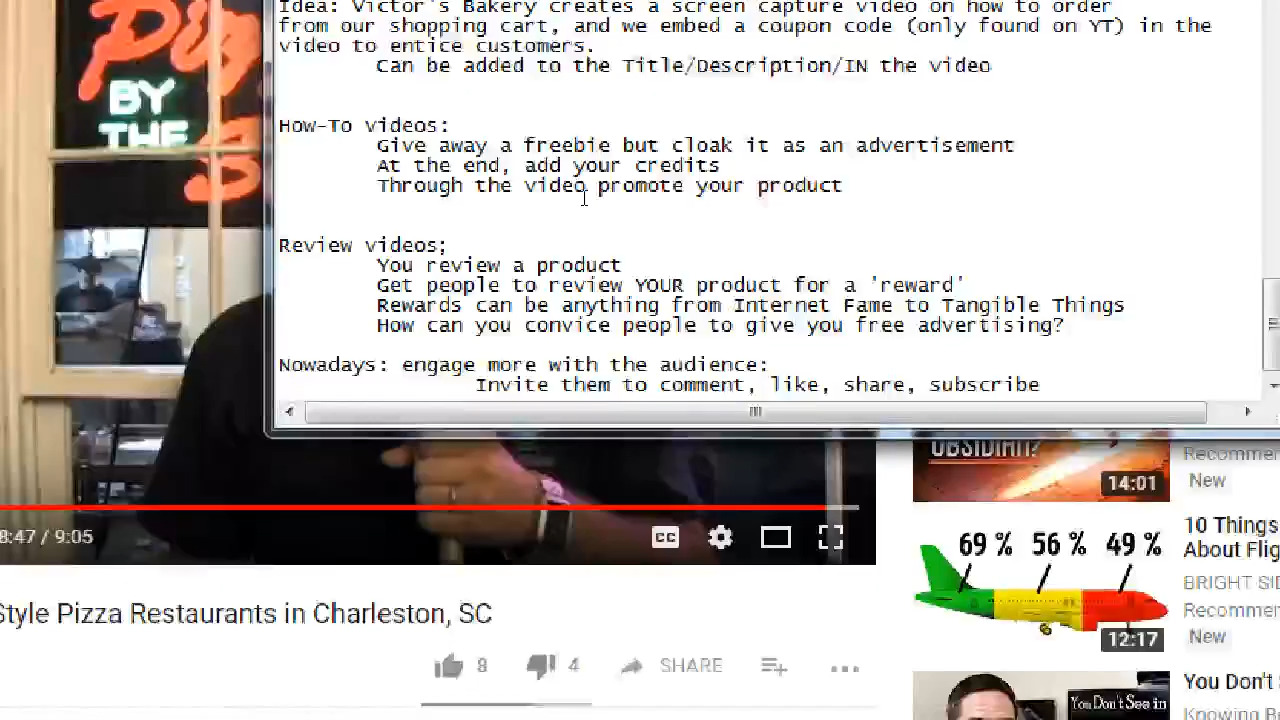 Idea: Victor's Bakery creates a screen capture video on how to order
from our shopping cart, and we embed a coupon code (only found on YT) in the
video to entice customers.
Can be added to the Title/Description/IN the video
BY
THE
How-To videos:
Give away a freebie but cloak it as an advertisement
At the end, add your credits
Through the video promote your product
Review videos;
You review a product
Get people to review YOUR product for a 'reward'
Rewards can be anything from Internet Fame to Tangible Things
How can you convice people to give you free advertising?
Nowadays: engage more with the audience:
Invite them to comment, like, share, subscribe
OBSIDIAN?
14:01
New
8:47 / 9:05
CC
69 % 56 % 49 %
12:17
10 Things
BRIGHT
New
Style Pizza Restaurants in Charleston, SC
8
4
SHARE
You Don't See in
You Don't